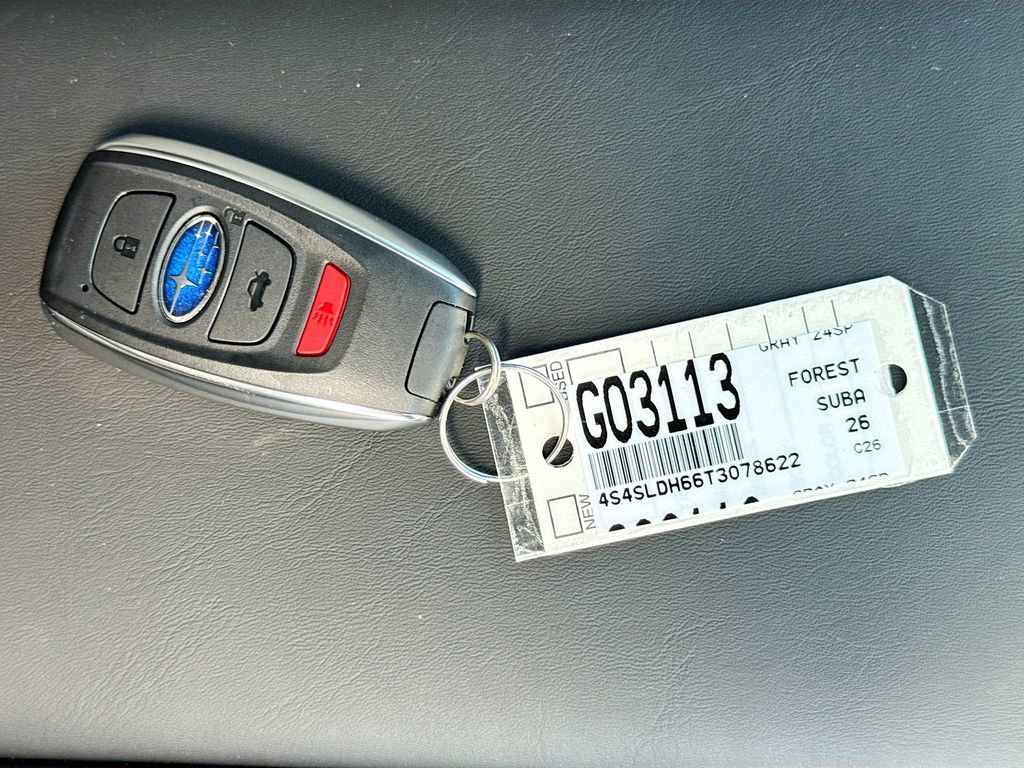 GRAY 24SP
USED
G03113
FOREST
SUBA
26
C26
4S4SLDH66T3078622
NEW